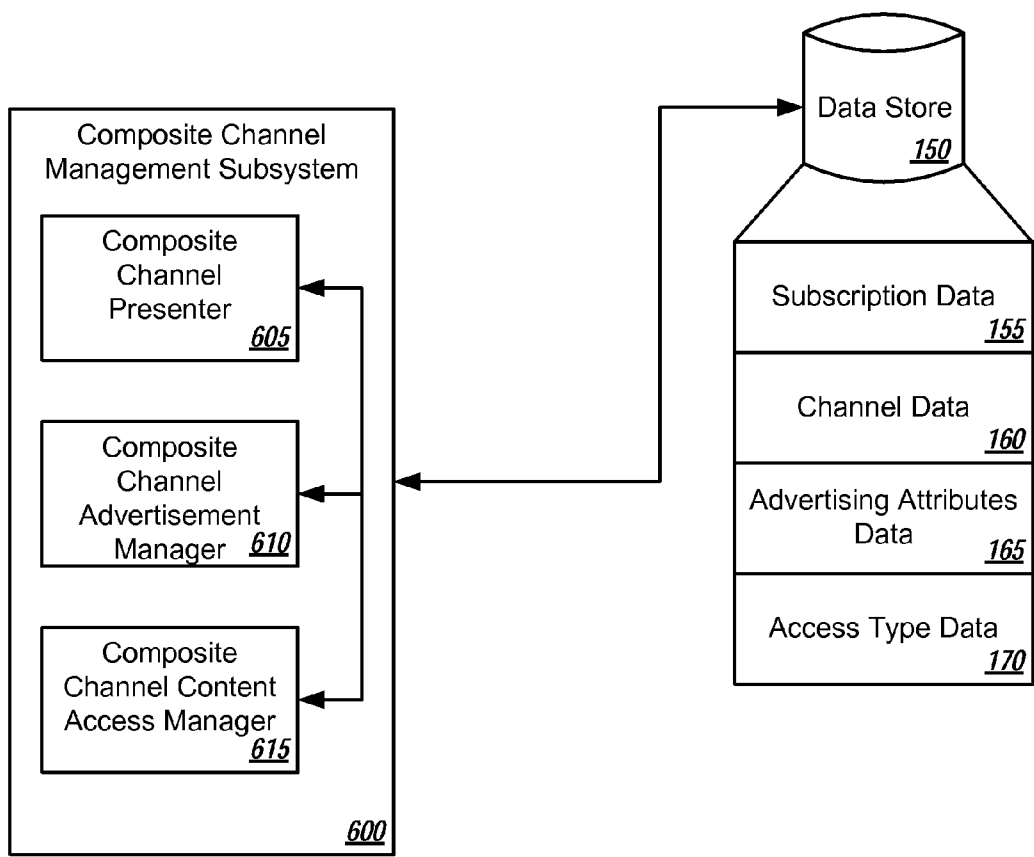 Composite Channel
Management Subsystem
Composite
Channel
Presenter
605
Composite
Channel
Advertisement
Manager
610
Composite
Channel Content
Access Manager
615
600
Data Store
150
Subscription Data
155
Channel Data
160
Advertising Attributes
Data
165
Access Type Data
170